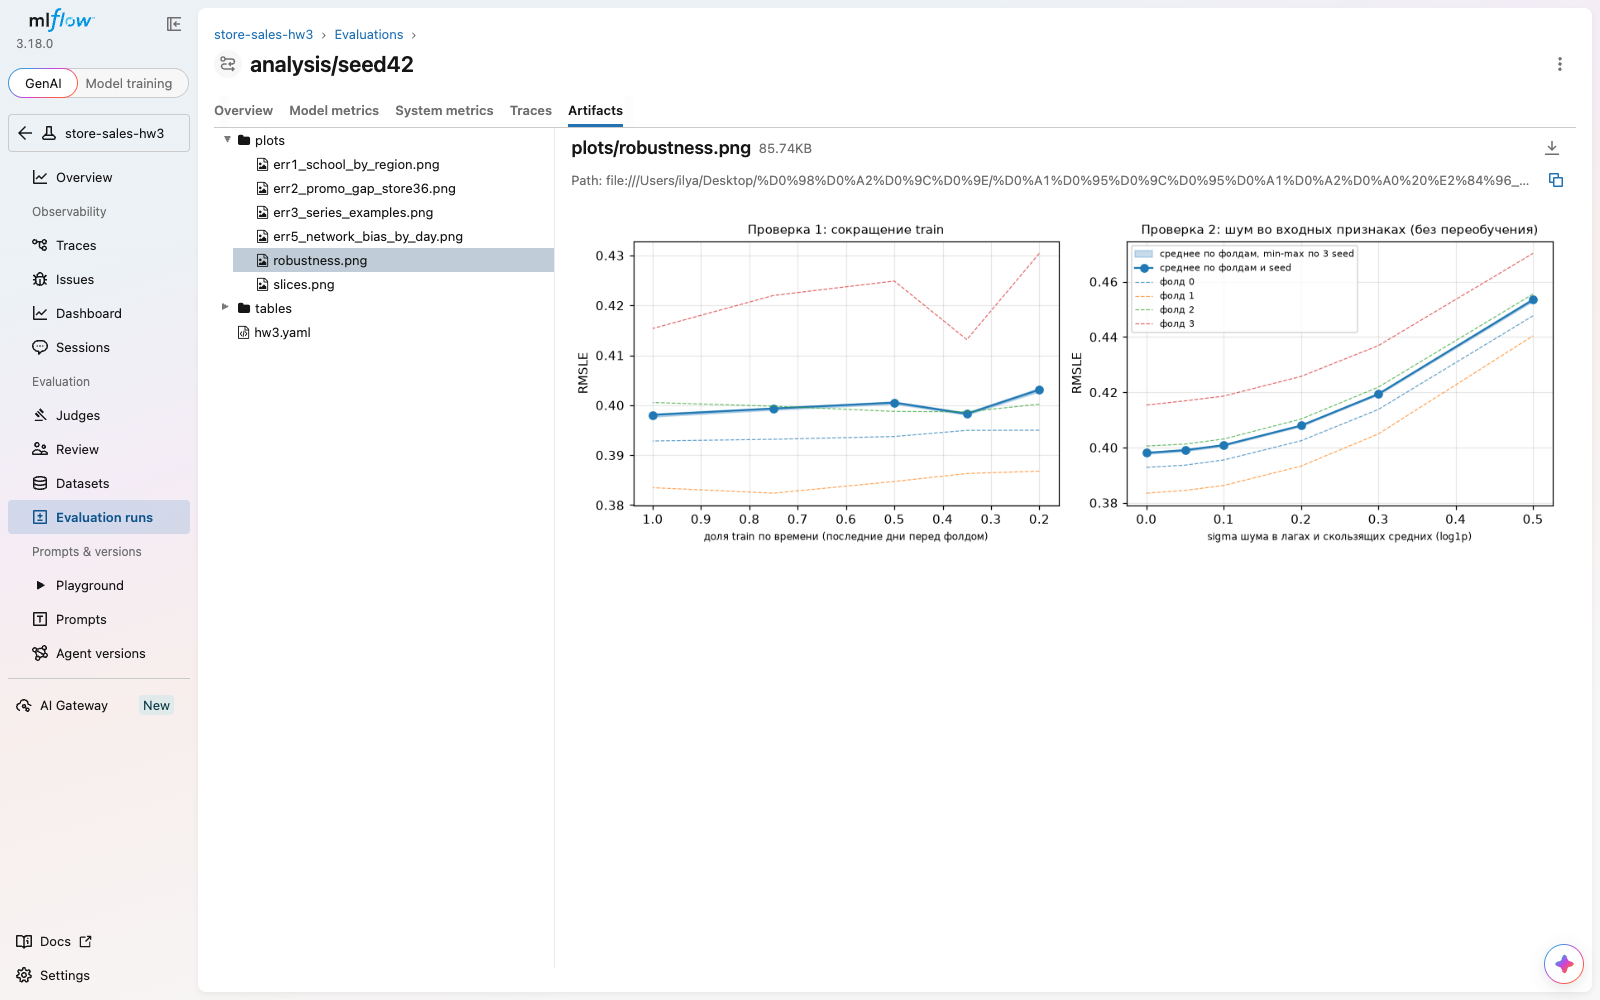 mlflow
3.18.0
GenAI
Model training
store-sales-hw3
Overview
Observability
Traces
Issues
Dashboard
Sessions
Evaluation
Judges
Review
Datasets
Evaluation runs
Prompts & versions
Playground
Prompts
Agent versions
AI Gateway New
Docs
Settings
store-sales-hw3 › Evaluations ›
analysis/seed42
Overview Model metrics System metrics Traces Artifacts
plots
err1_school_by_region.png
err2_promo_gap_store36.png
err3_series_examples.png
err5_network_bias_by_day.png
robustness.png
slices.png
tables
hw3.yaml
plots/robustness.png 85.74KB
Path: file:///Users/ilya/Desktop/%D0%98%D0%A2%D0%9C%D0%9E/%D0%A1%D0%95%D0%9C%D0%95%D0%A1%D0%A2%D0%A0%20%E2%84%96_...
Проверка 1: сокращение train
RMSLE
0.43
0.42
0.41
0.40
0.39
0.38
1.0 0.9 0.8 0.7 0.6 0.5 0.4 0.3 0.2
доля train по времени (последние дни перед фолдом)
Проверка 2: шум во входных признаках (без переобучения)
среднее по фолдам, min-max по 3 seed
среднее по фолдам и seed
фолд 0
фолд 1
фолд 2
фолд 3
RMSLE
0.46
0.44
0.42
0.40
0.38
0.0 0.1 0.2 0.3 0.4 0.5
sigma шума в лагах и скользящих средних (log1p)